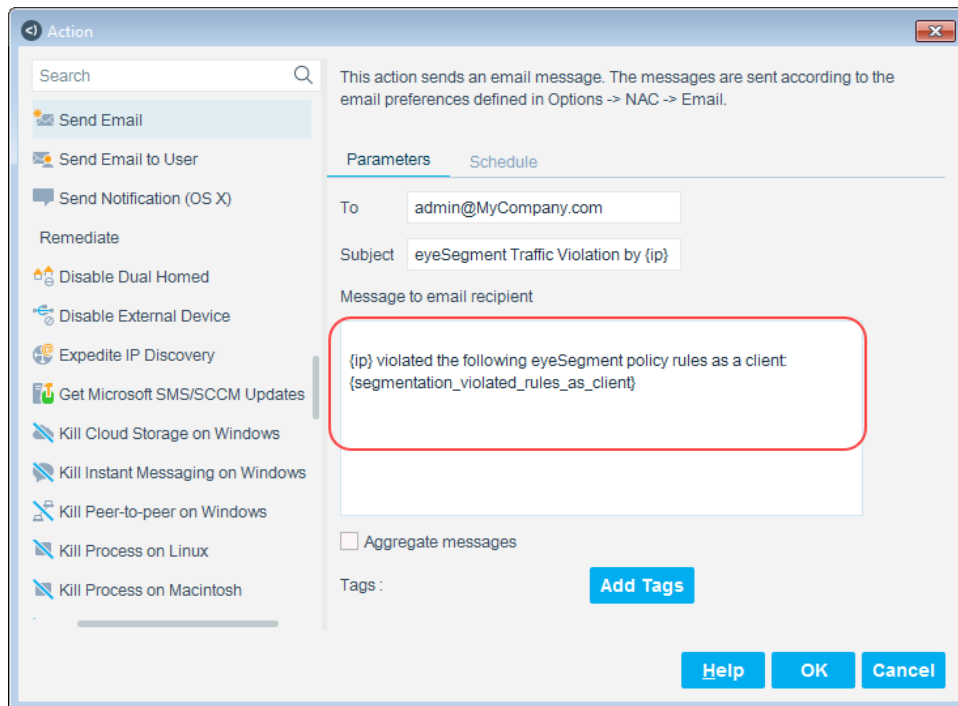 Action
Search
Send Email
Send Email to User
Send Notification (OS X)
Remediate
Disable Dual Homed
Disable External Device
Expedite IP Discovery
Get Microsoft SMS/SCCM Updates
Kill Cloud Storage on Windows
Kill Instant Messaging on Windows
Kill Peer-to-peer on Windows
Kill Process on Linux
Kill Process on Macintosh
This action sends an email message. The messages are sent according to the
email preferences defined in Options -> NAC -> Email.
Parameters Schedule
To admin@MyCompany.com
Subject eyeSegment Traffic Violation by {ip}
Message to email recipient
{ip} violated the following eyeSegment policy rules as a client:
{segmentation_violated_rules_as_client}
Aggregate messages
Tags : Add Tags
Help OK Cancel